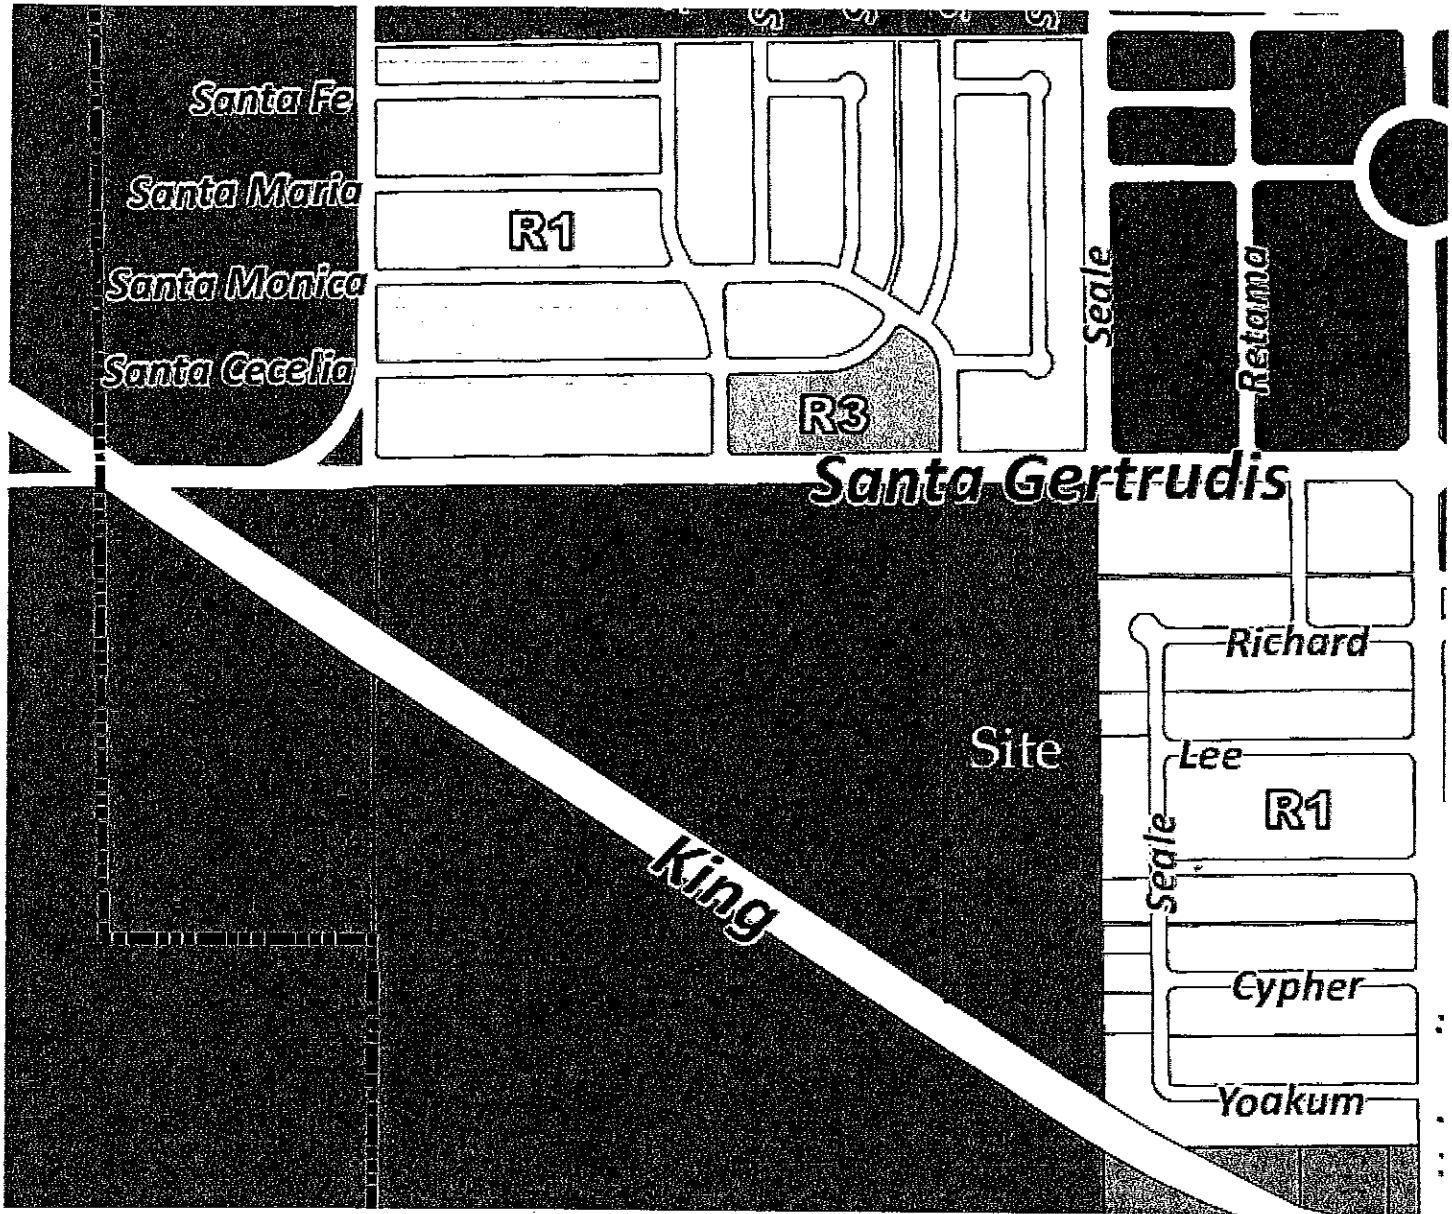 Santa Fe
Santa Maria
R1
Santa Monica
Seale
Retama
Santa Cecelia
R3
Santa Gertrudis
Richard
Site
Lee
R1
King
Seale
Cypher
Yoakum